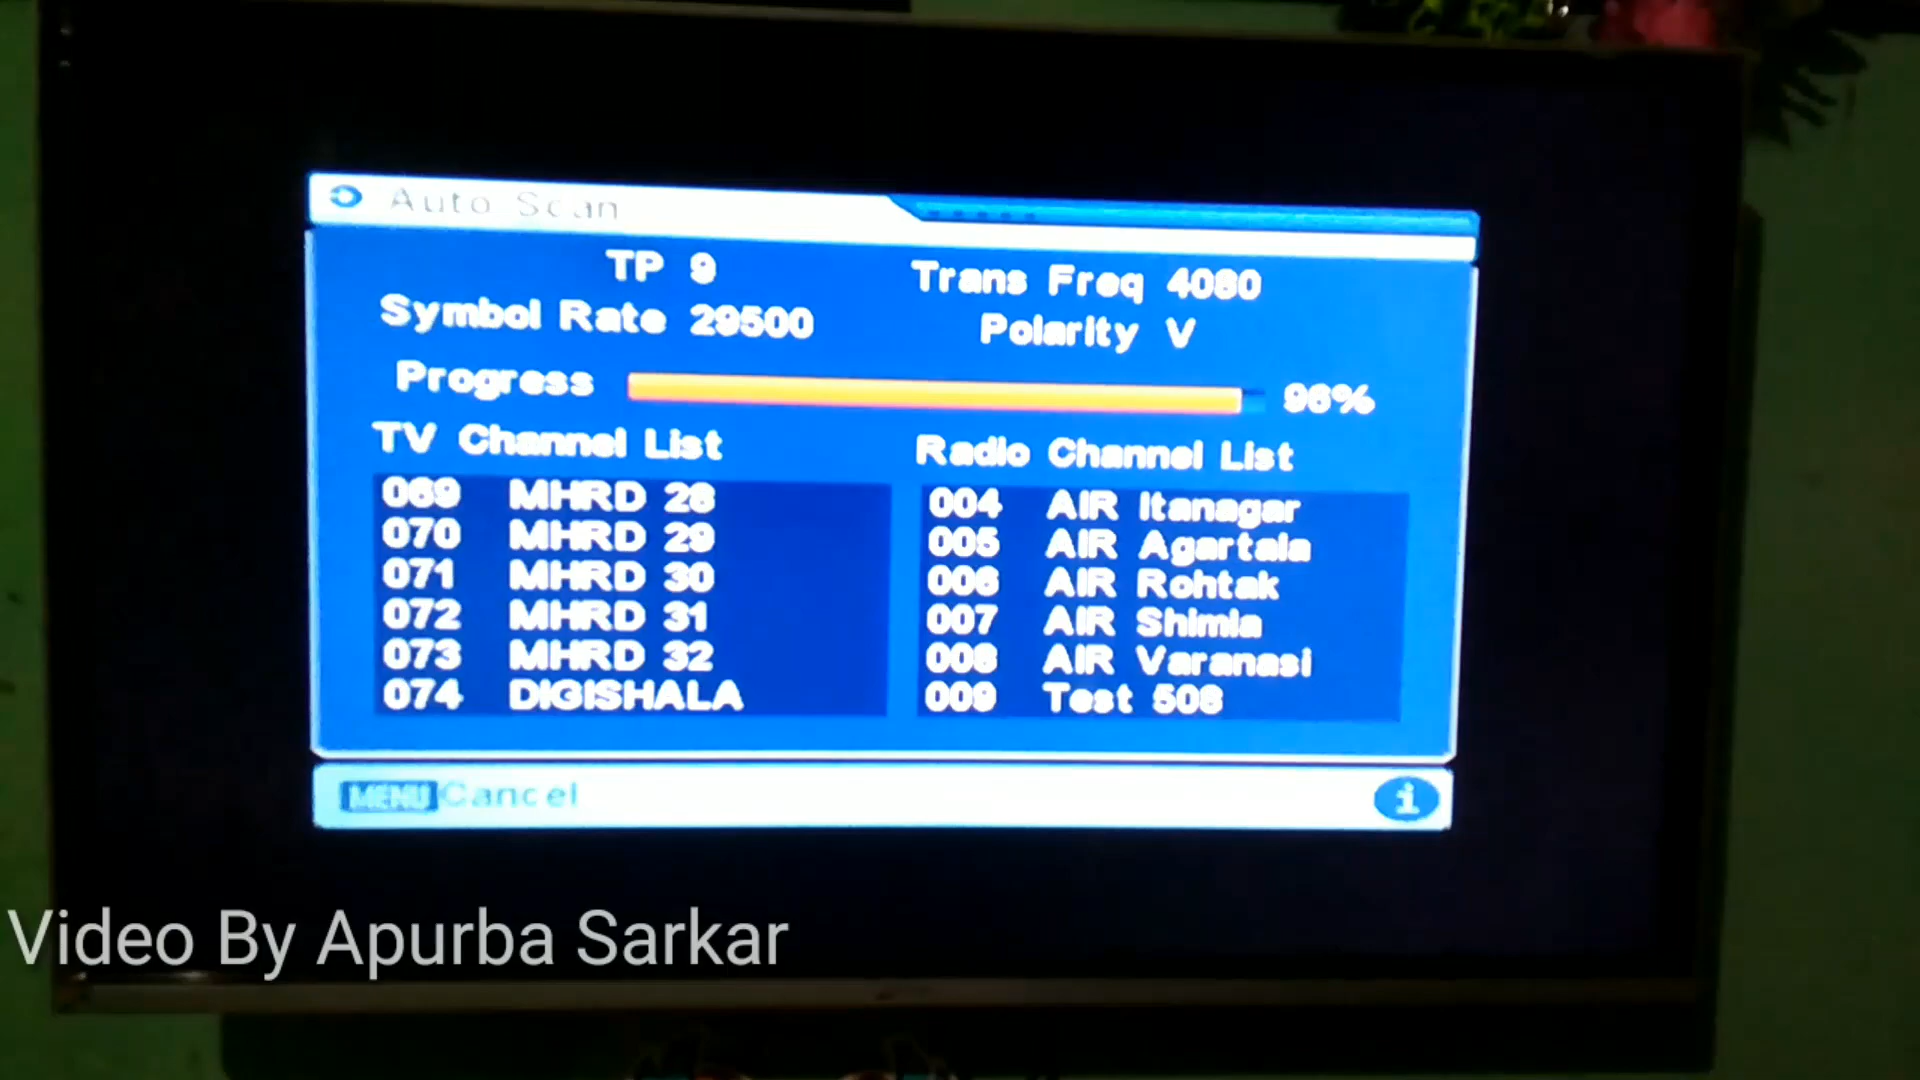 Auto Scan
TP 9
Trans Freq 4080
Symbol Rate 29500
Polarity V
Progress 96%
TV Channel List
069 MHRD 28
070 MHRD 29
071 MHRD 30
072 MHRD 31
073 MHRD 32
074 DIGISHALA
Radio Channel List
004 AIR Itanagar
005 AIR Agartala
006 AIR Rohtak
007 AIR Shimla
008 AIR Varanasi
009 Test 508
MENU Cancel
i
Video By Apurba Sarkar